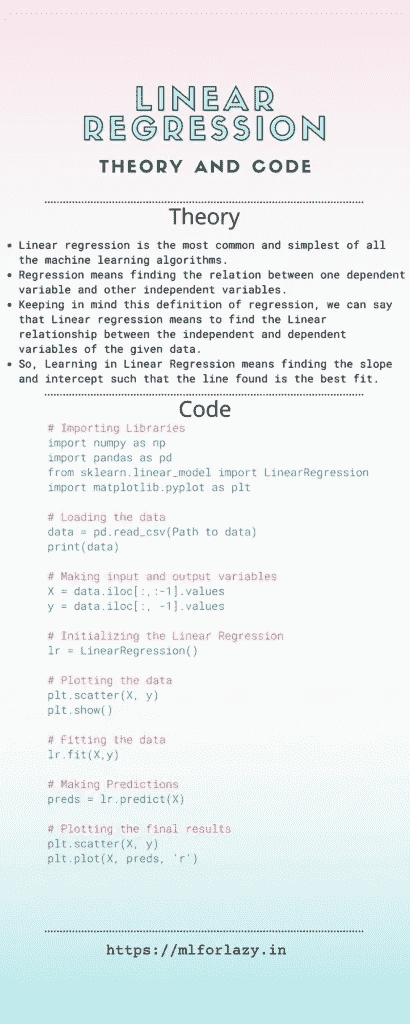 LINEAR
REGRESSION
THEORY AND CODE
Theory
• Linear regression is the most common and simplest of all
the machine learning algorithms.
• Regression means finding the relation between one dependent
variable and other independent variables.
• Keeping in mind this definition of regression, we can say
that Linear regression means to find the Linear
relationship between the independent and dependent
variables of the given data.
• So, Learning in Linear Regression means finding the slope
and intercept such that the line found is the best fit.
Code
# Importing Libraries
import numpy as np
import pandas as pd
from sklearn.linear_model import LinearRegression
import matplotlib.pyplot as plt
# Loading the data
data = pd.read_csv(Path to data)
print(data)
# Making input and output variables
X = data.iloc[:,:-1].values
y = data.iloc[:, -1].values
# Initializing the Linear Regression
lr = LinearRegression()
# Plotting the data
plt.scatter(X, y)
plt.show()
# Fitting the data
lr.fit(X,y)
# Making Predictions
preds = lr.predict(X)
# Plotting the final results
plt.scatter(X, y)
plt.plot(X, preds, 'r')
https://mlforlazy.in